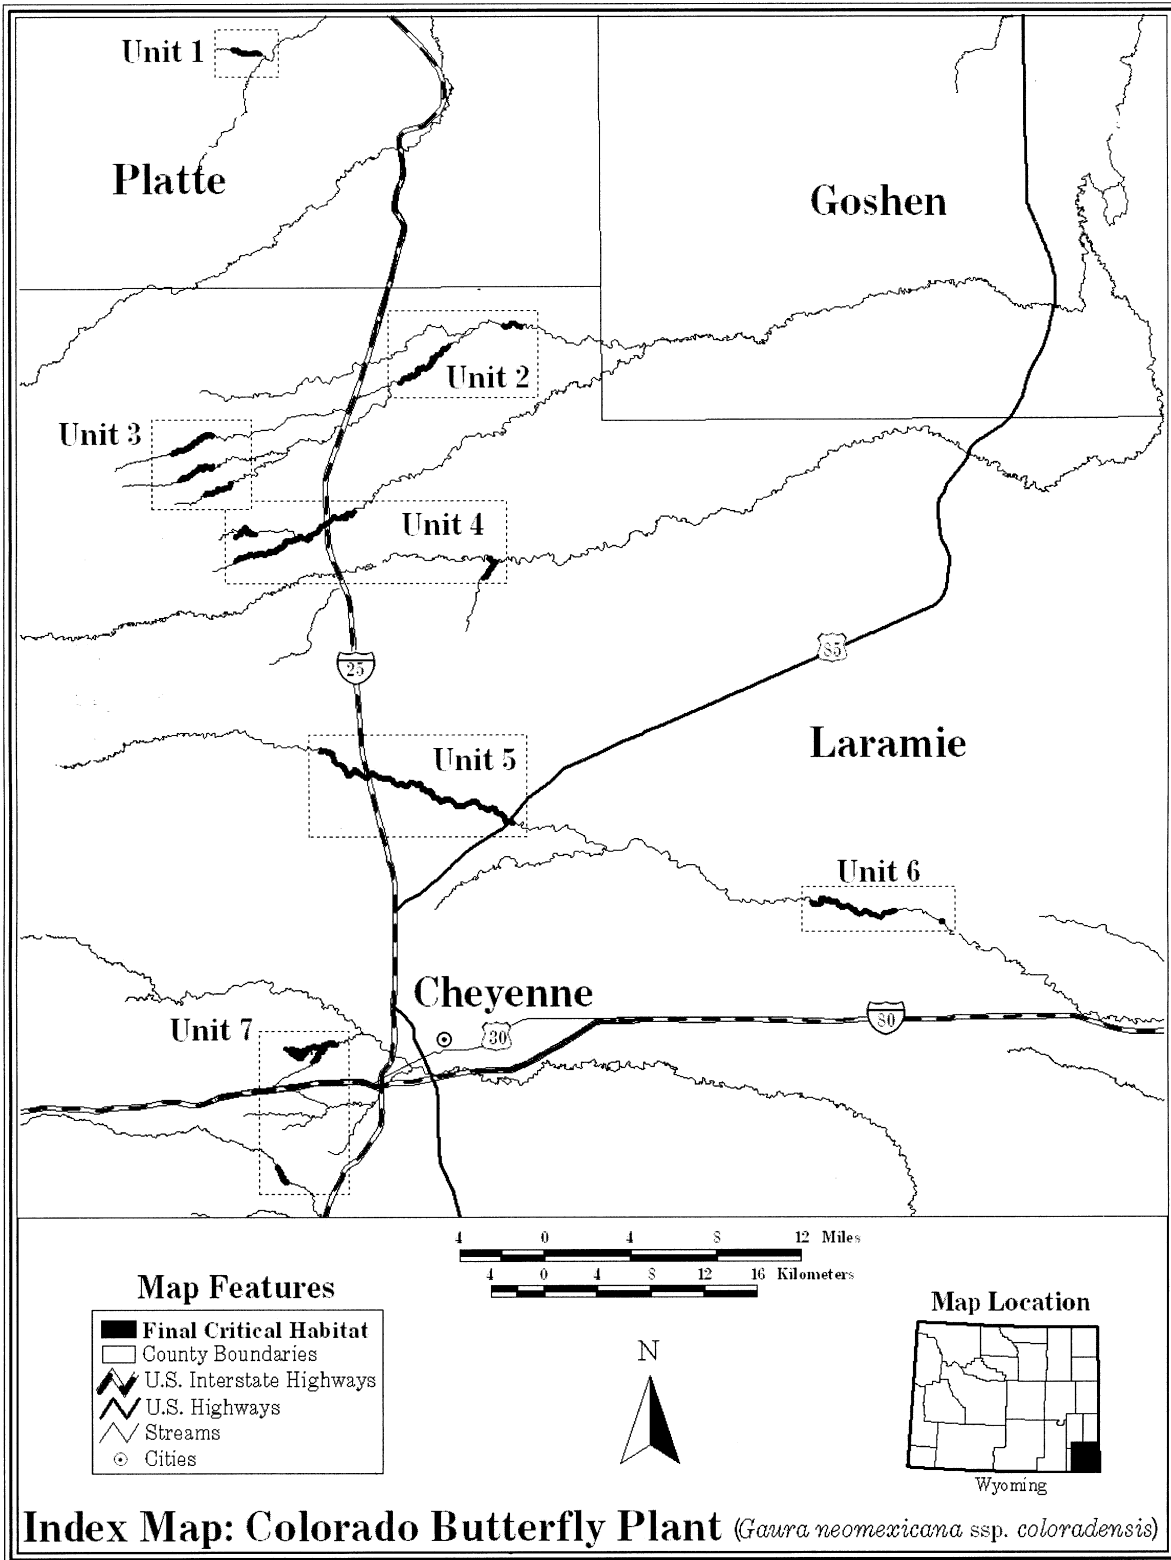 Unit 1
Platte
Goshen
Unit 2
Unit 3
Unit 4
25
85
Laramie
Unit 5
Unit 6
Cheyenne
Unit 7
30
80
4 0 4 8 12 Miles
4 0 4 8 12 16 Kilometers
Map Features
Final Critical Habitat
County Boundaries
U.S. Interstate Highways
U.S. Highways
Streams
Cities
N
Map Location
Wyoming
Index Map: Colorado Butterfly Plant (Gaura neomexicana ssp. coloradensis)